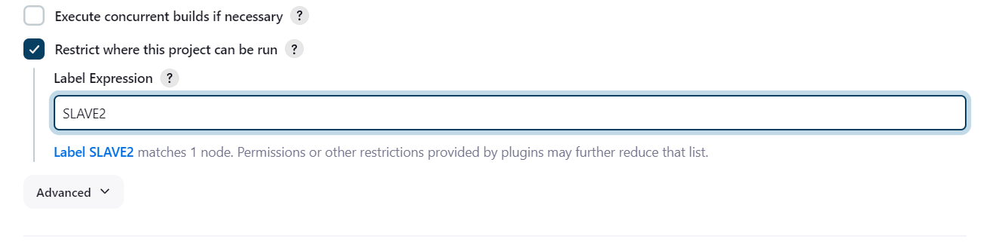 Execute concurrent builds if necessary ?
Restrict where this project can be run ?
Label Expression ?
SLAVE2
Label SLAVE2 matches 1 node. Permissions or other restrictions provided by plugins may further reduce that list.
Advanced